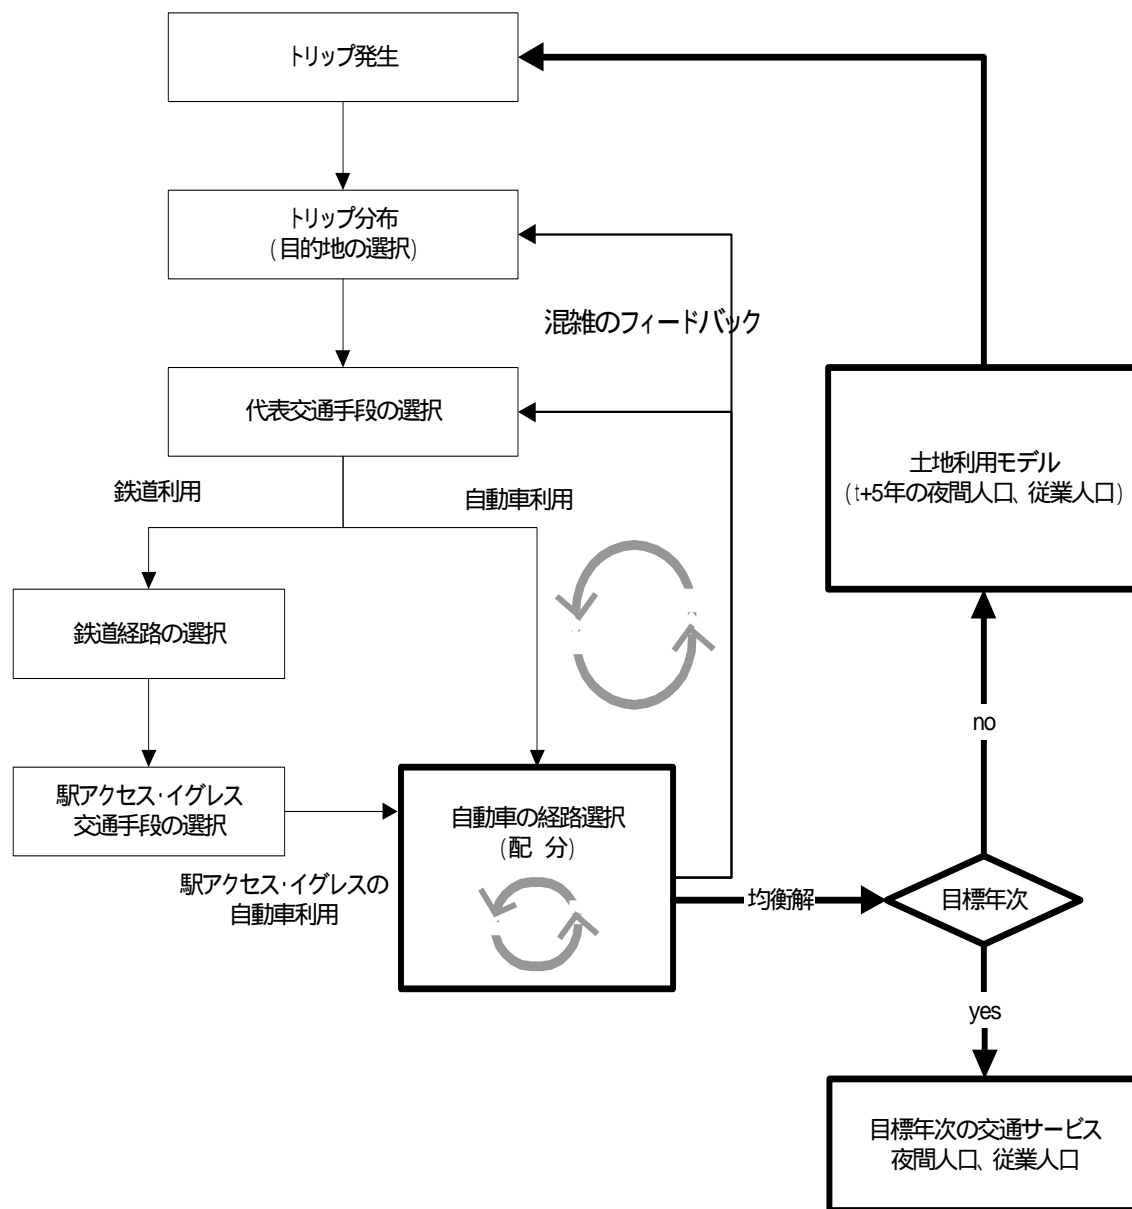 トリップ発生
トリップ分布
(目的地の選択)
混雑のフィードバック
代表交通手段の選択
鉄道利用
自動車利用
土地利用モデル
(t+5年の夜間人口、従業人口)
鉄道経路の選択
no
駅アクセス・イグレス
交通手段の選択
自動車の経路選択
(配 分)
駅アクセス・イグレスの
自動車利用
均衡解
目標年次
yes
目標年次の交通サービス
夜間人口、従業人口